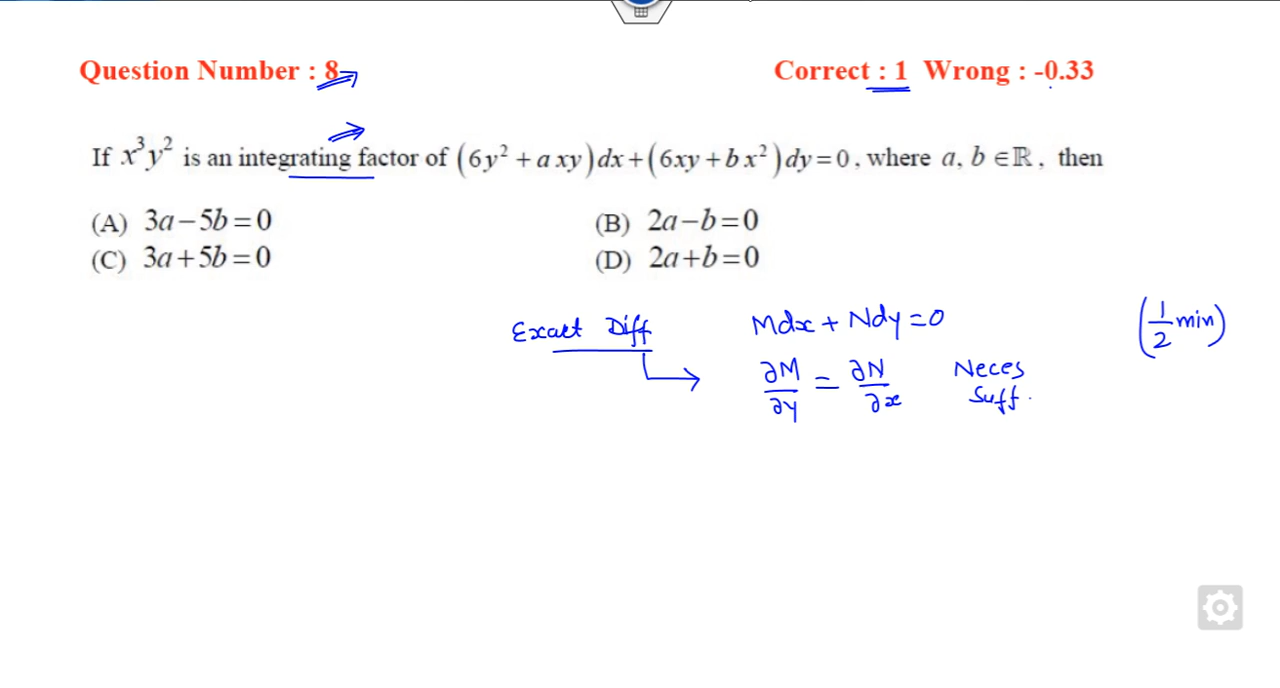 Question Number : 8 Correct : 1 Wrong : -0.33
If x³y² is an integrating factor of (6y² + a xy)dx + (6xy + b x²)dy = 0, where a, b ∈ ℝ, then
(A) 3a − 5b = 0 (B) 2a − b = 0
(C) 3a + 5b = 0 (D) 2a + b = 0
Exact Diff Mdx + Ndy = 0 (1/2 min)
∂M/∂y = ∂N/∂x Neces
Suff.